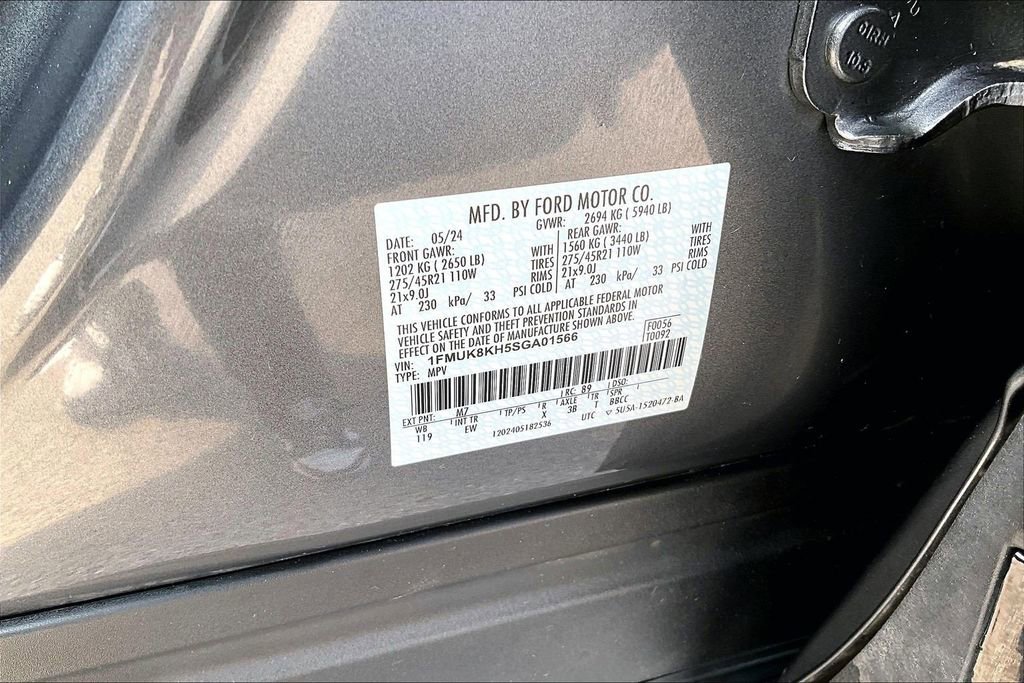 GIRH
10.9
MFD. BY FORD MOTOR CO.
DATE: 05/24 GVWR: 2694 KG ( 5940 LB)
FRONT GAWR: REAR GAWR:
1202 KG ( 2650 LB) WITH 1560 KG ( 3440 LB) WITH
275/45R21 110W TIRES 275/45R21 110W TIRES
21x9.0J RIMS 21x9.0J RIMS
AT 230 kPa/ 33 PSI COLD AT 230 kPa/ 33 PSI COLD
THIS VEHICLE CONFORMS TO ALL APPLICABLE FEDERAL MOTOR
VEHICLE SAFETY AND THEFT PREVENTION STANDARDS IN
EFFECT ON THE DATE OF MANUFACTURE SHOWN ABOVE.
VIN: 1FMUK8KH5SGA01566 F0056
TYPE: MPV T0092
EXT PNT: M7 RC: 89 DSO:
WB INT TR TP/PS R AXLE TR SPR
119 EW X 3B T BBCC
1202405182536 UTC ▽ 5U5A-1520472-BA